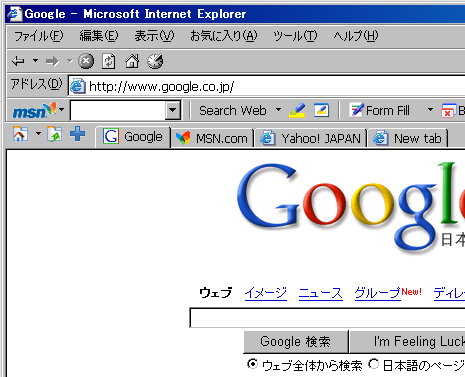 Google - Microsoft Internet Explorer
ファイル(F) 編集(E) 表示(V) お気に入り(A) ツール(T) ヘルプ(H)
アドレス(D) http://www.google.co.jp/
msn Search Web Form Fill B
Google MSN.com Yahoo! JAPAN New tab
Google
日本
ウェブ イメージ ニュース グループNew! ディレ
Google 検索 I'm Feeling Luck
ウェブ全体から検索 日本語のページ